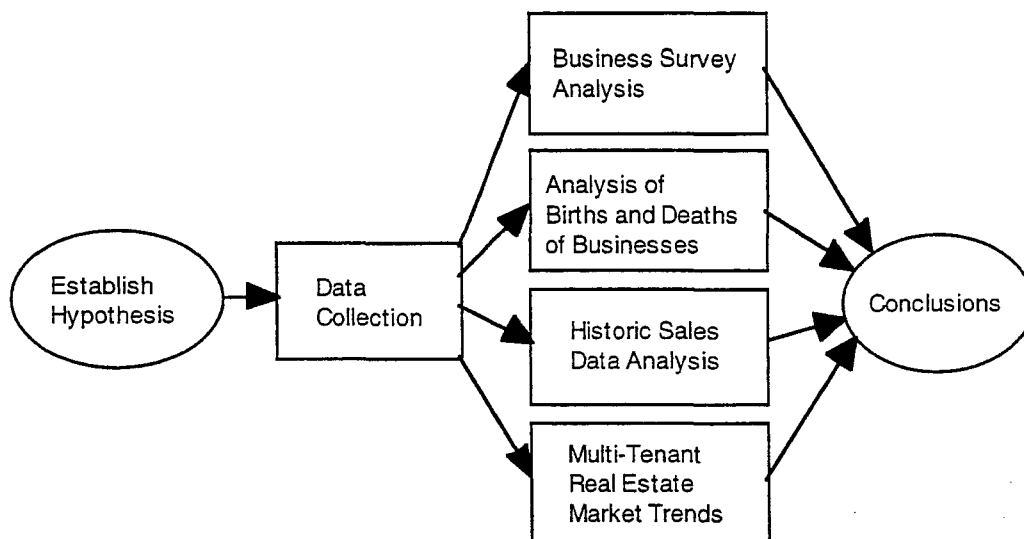 Establish
Hypothesis
Data
Collection
Business Survey
Analysis
Analysis of
Births and Deaths
of Businesses
Historic Sales
Data Analysis
Multi-Tenant
Real Estate
Market Trends
Conclusions